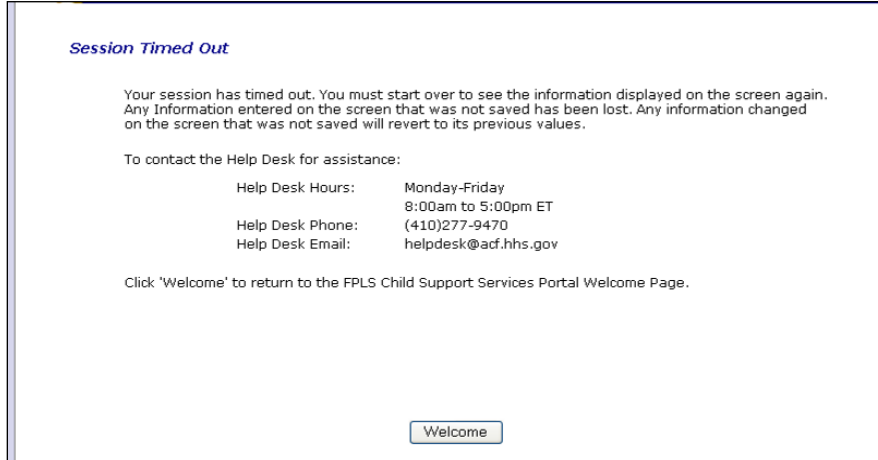 Session Timed Out
Your session has timed out. You must start over to see the information displayed on the screen again.
Any Information entered on the screen that was not saved has been lost. Any information changed
on the screen that was not saved will revert to its previous values.
To contact the Help Desk for assistance:
Help Desk Hours: Monday-Friday
8:00am to 5:00pm ET
Help Desk Phone: (410)277-9470
Help Desk Email: helpdesk@acf.hhs.gov
Click 'Welcome' to return to the FPLS Child Support Services Portal Welcome Page.
Welcome